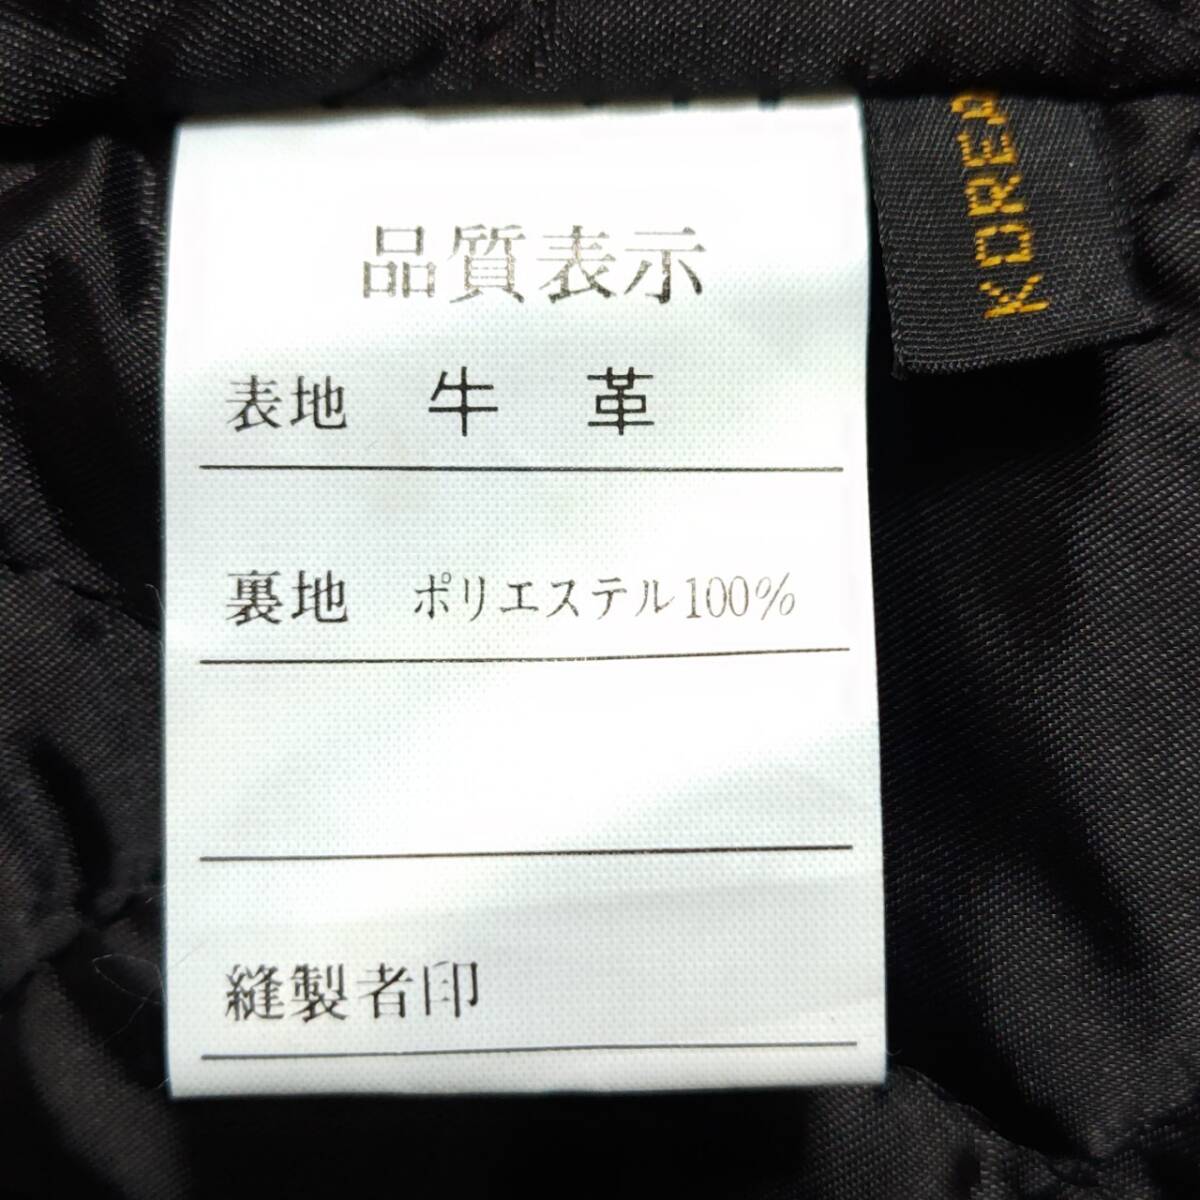 品質表示
表地 牛 革
裏地 ポリエステル100%
縫製者印
KOREA